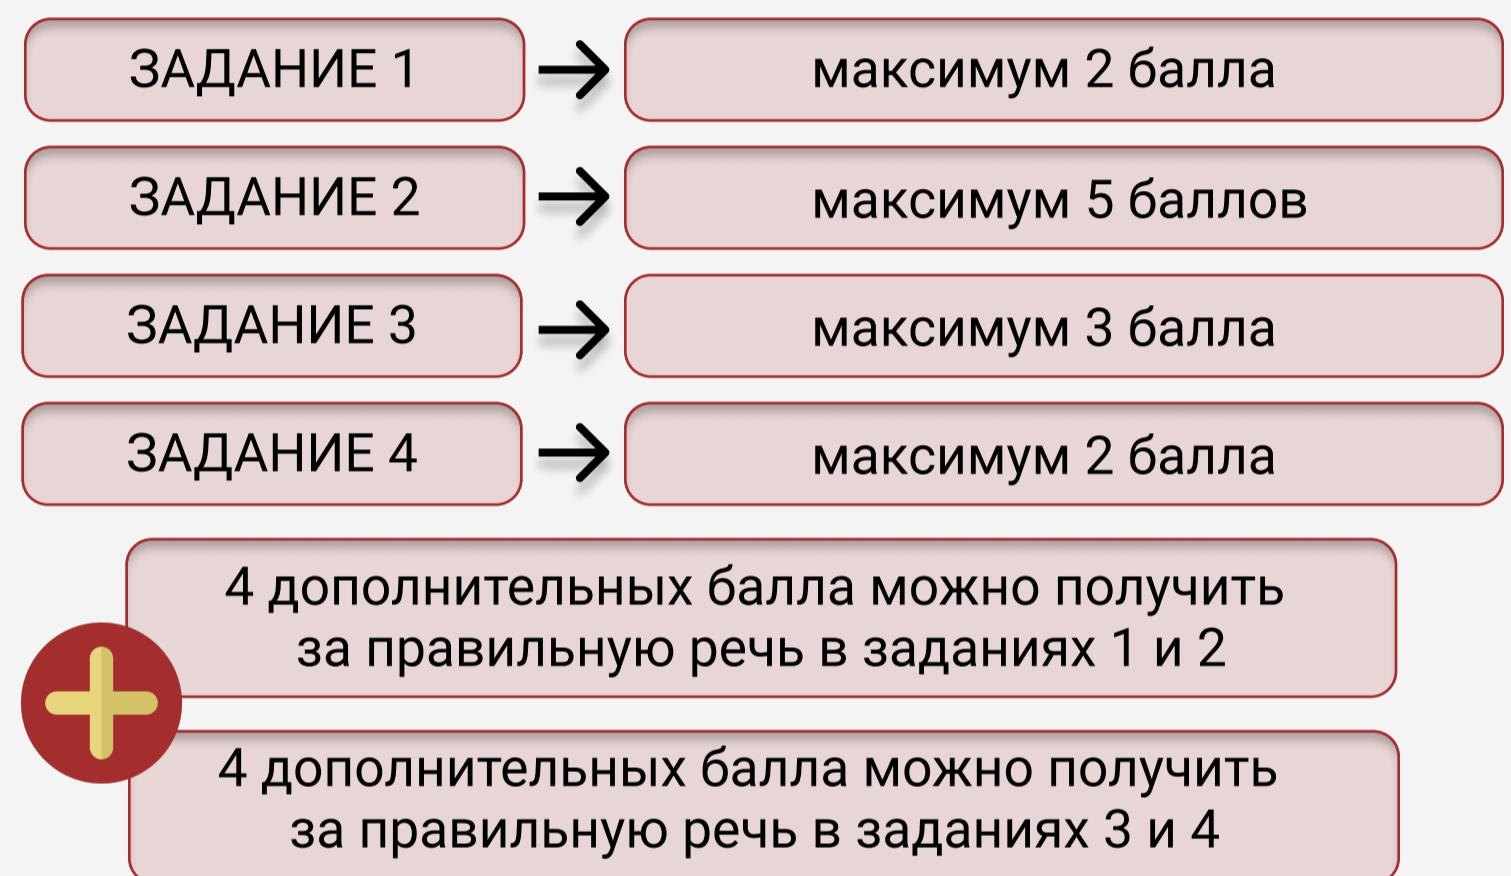 ЗАДАНИЕ 1
максимум 2 балла
ЗАДАНИЕ 2
максимум 5 баллов
ЗАДАНИЕ 3
максимум 3 балла
ЗАДАНИЕ 4
максимум 2 балла
4 дополнительных балла можно получить
за правильную речь в заданиях 1 и 2
4 дополнительных балла можно получить
за правильную речь в заданиях 3 и 4